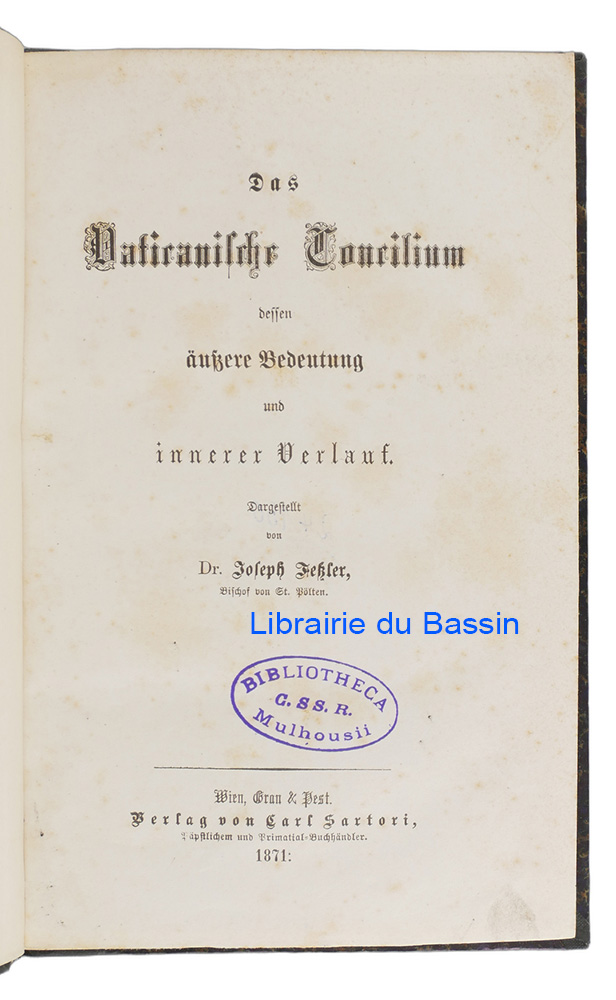 Das
Vaticanische Concilium
dessen
äußere Bedeutung
und
innerer Verlauf.
Dargestellt
von
Dr. Joseph Feßler,
Bischof von St. Pölten.
Librairie du Bassin
BIBLIOTHECA
C. SS. R.
Mulhousii
Wien, Gran & Pest.
Verlag von Carl Sartori,
Päpstlichem und Primatial-Buchhändler.
1871.